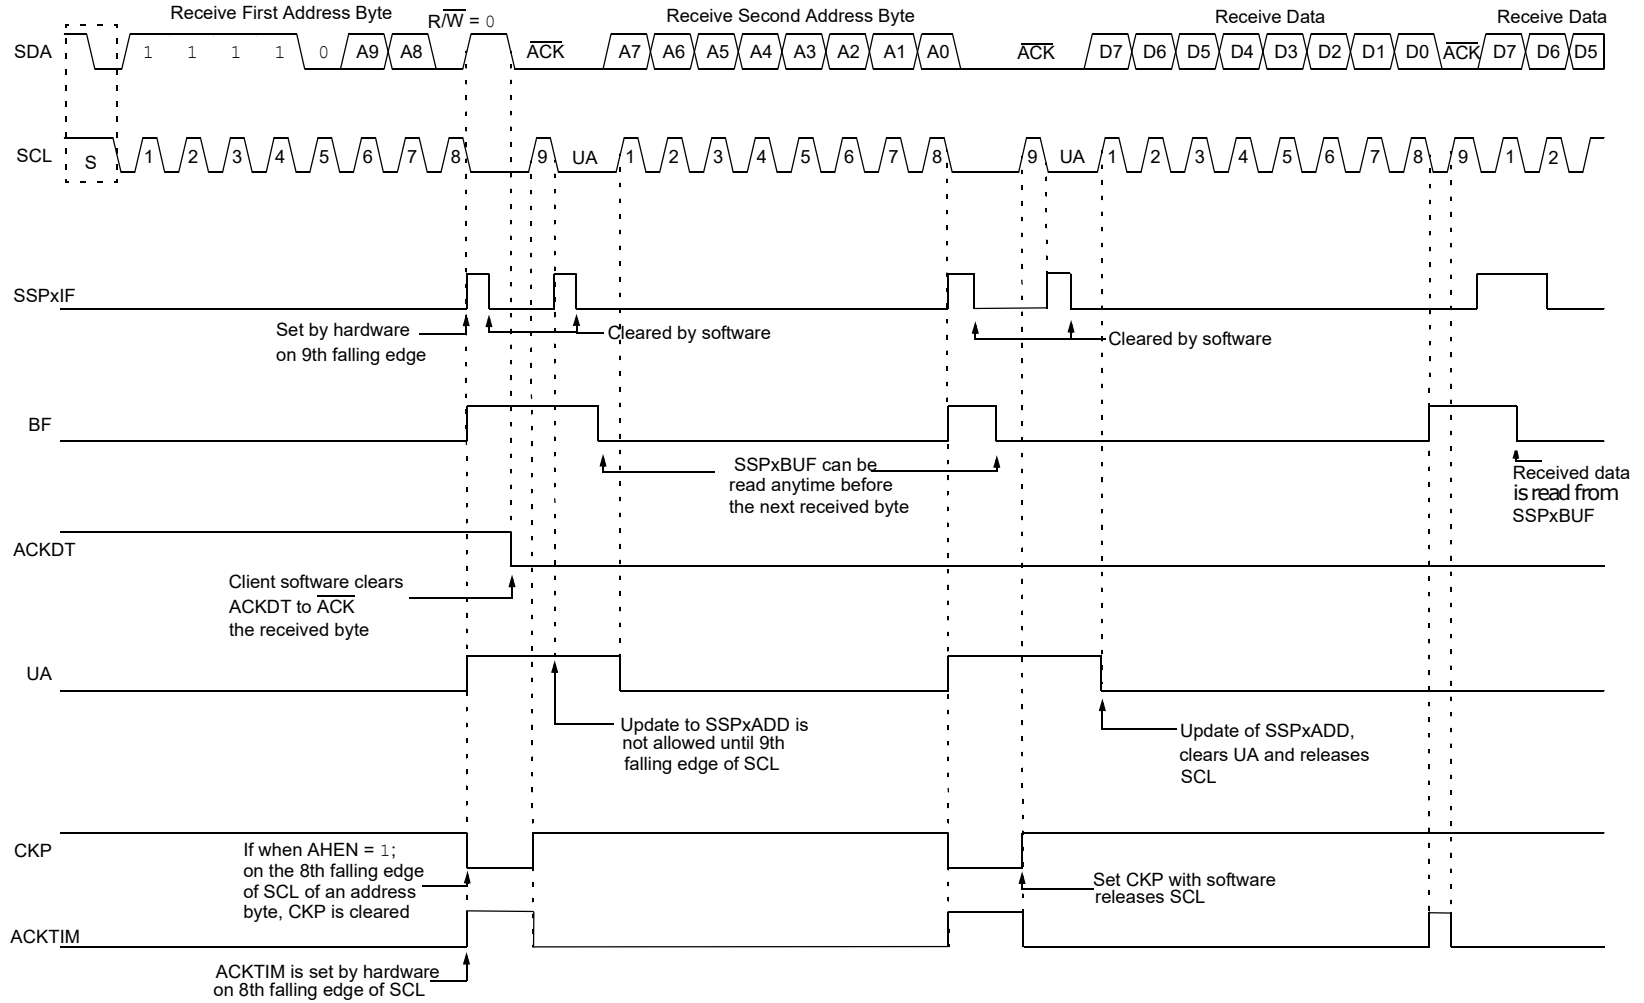 Receive First Address Byte R/W = 0 Receive Second Address Byte Receive Data Receive Data
SDA 1 1 1 1 0 A9 A8 ACK A7 A6 A5 A4 A3 A2 A1 A0 ACK D7 D6 D5 D4 D3 D2 D1 D0 ACK D7 D6 D5
SCL S 1 2 3 4 5 6 7 8 9 UA 1 2 3 4 5 6 7 8 9 UA 1 2 3 4 5 6 7 8 9 1 2
SSPxIF
Set by hardware
on 9th falling edge
Cleared by software
Cleared by software
BF
SSPxBUF can be
read anytime before
the next received byte
Received data
is read from
SSPxBUF
ACKDT
Client software clears
ACKDT to ACK
the received byte
UA
Update to SSPxADD is
not allowed until 9th
falling edge of SCL
Update of SSPxADD,
clears UA and releases
SCL
CKP
If when AHEN = 1;
on the 8th falling edge
of SCL of an address
byte, CKP is cleared
Set CKP with software
releases SCL
ACKTIM
ACKTIM is set by hardware
on 8th falling edge of SCL